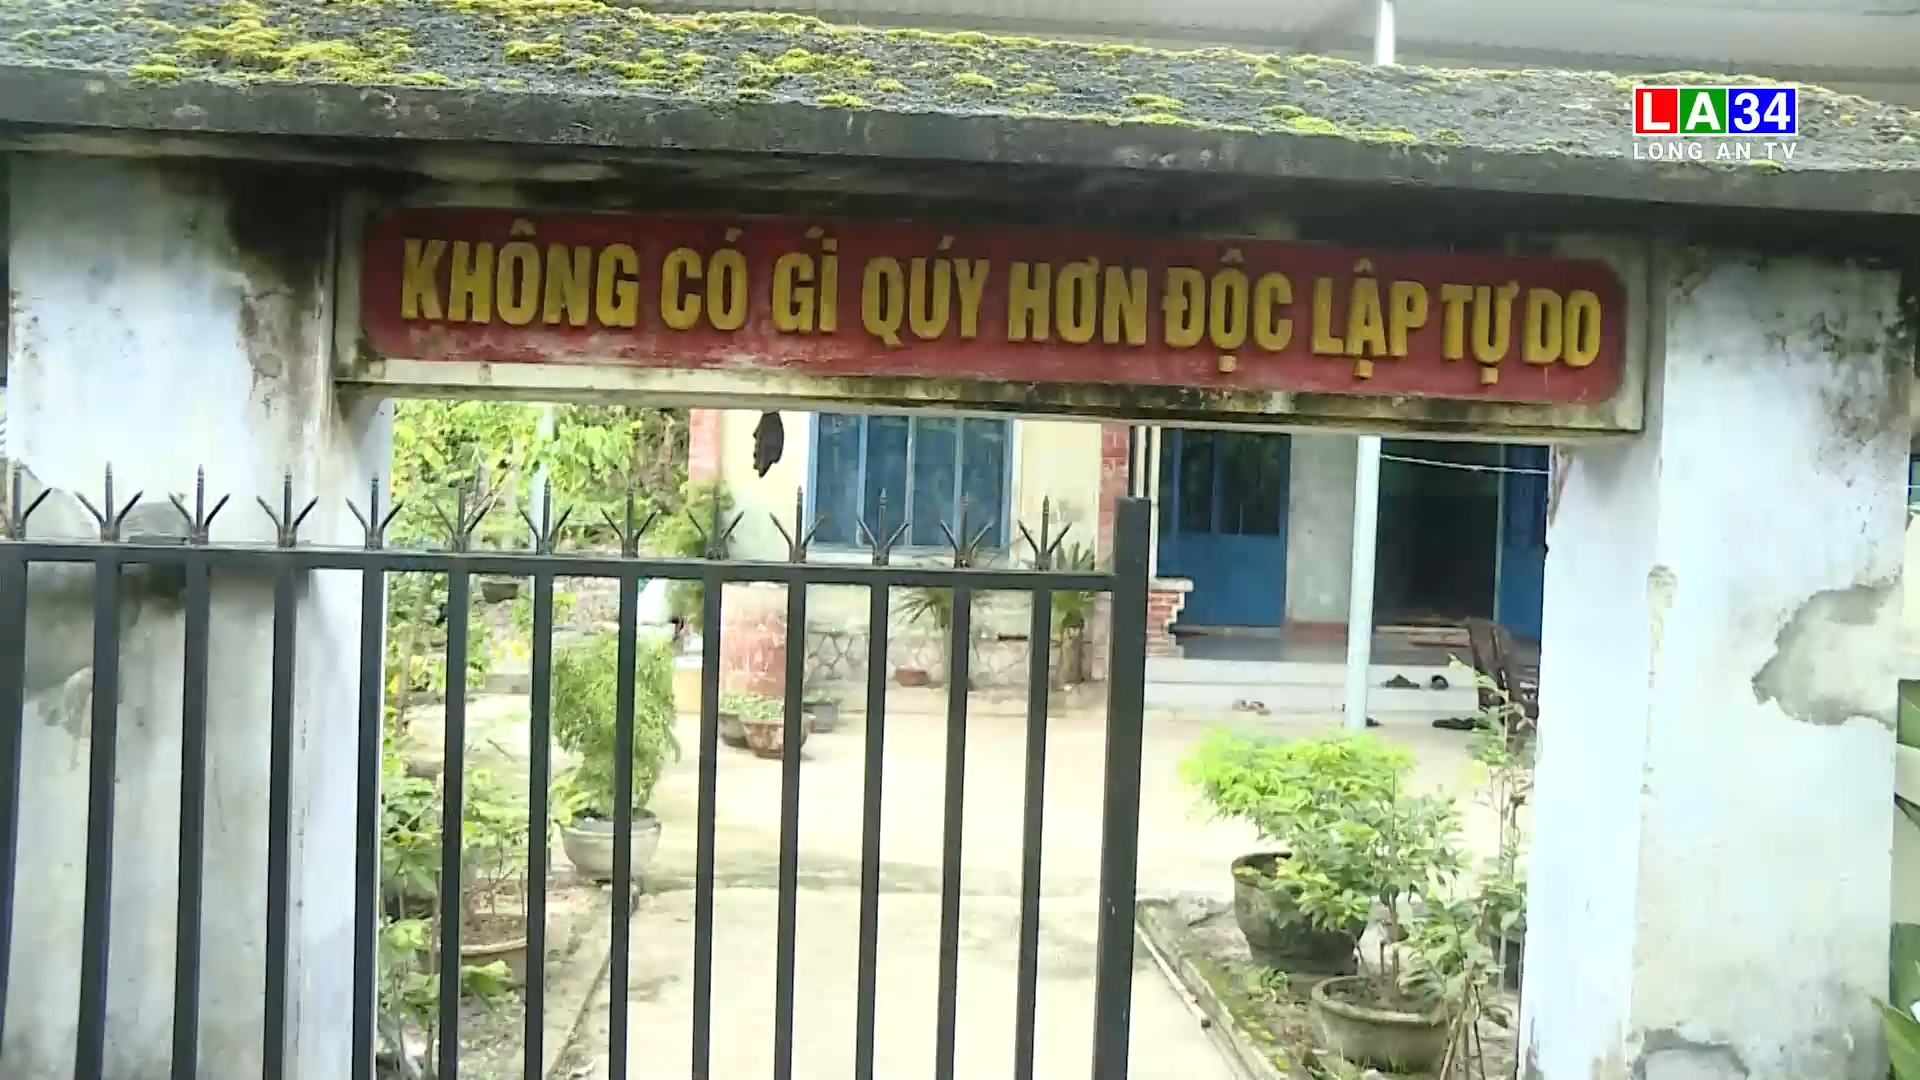 LA34
LONG AN TV
KHÔNG CÓ GÌ QUÝ HƠN ĐỘC LẬP TỰ DO